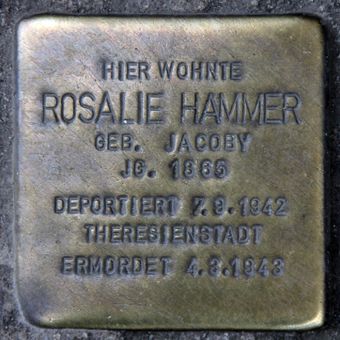 HIER WOHNTE
ROSALIE HAMMER
GEB. JACOBY
JG. 1865
DEPORTIERT 7.9.1942
THERESIENSTADT
ERMORDET 4.3.1943